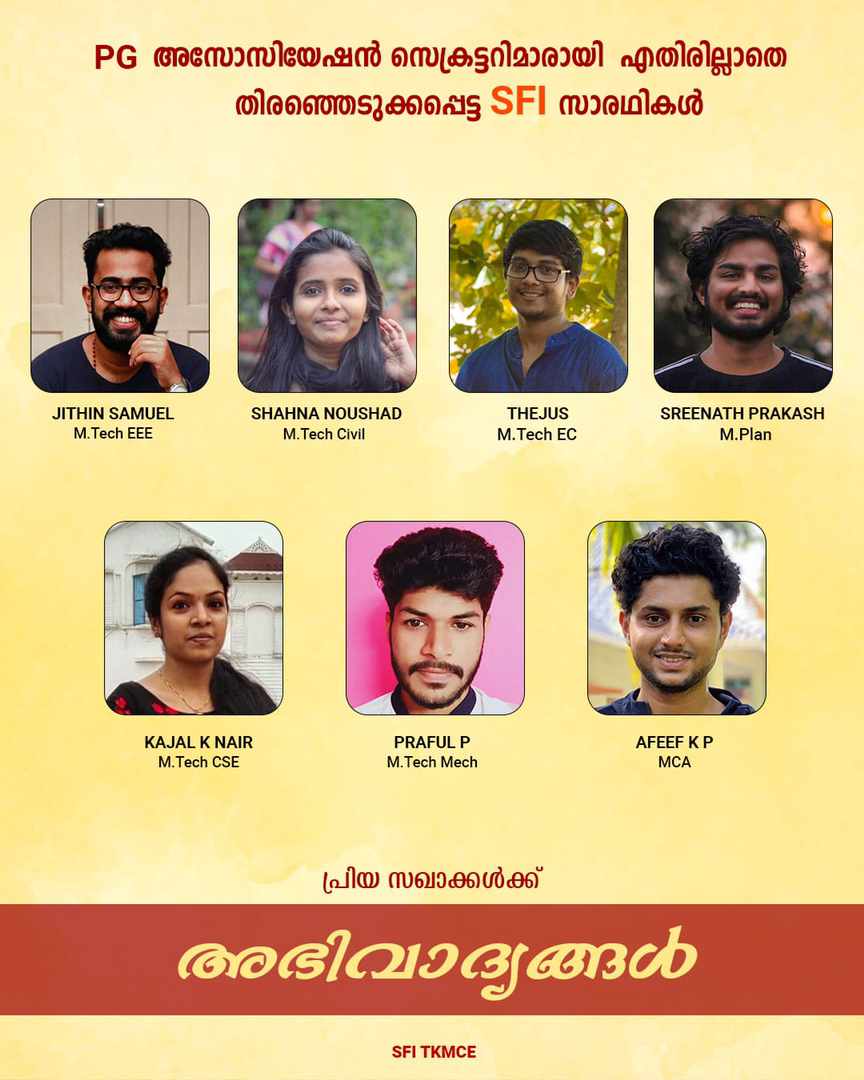 PG അസോസിയേഷൻ സെക്രട്ടറിമാരായി എതിരില്ലാതെ
തിരഞ്ഞെടുക്കപ്പെട്ട SFI സാരഥികൾ
JITHIN SAMUEL
M.Tech EEE
SHAHNA NOUSHAD
M.Tech Civil
THEJUS
M.Tech EC
SREENATH PRAKASH
M.Plan
KAJAL K NAIR
M.Tech CSE
PRAFUL P
M.Tech Mech
AFEEF K P
MCA
പ്രിയ സഖാക്കൾക്ക്
അഭിവാദ്യങ്ങൾ
SFI TKMCE